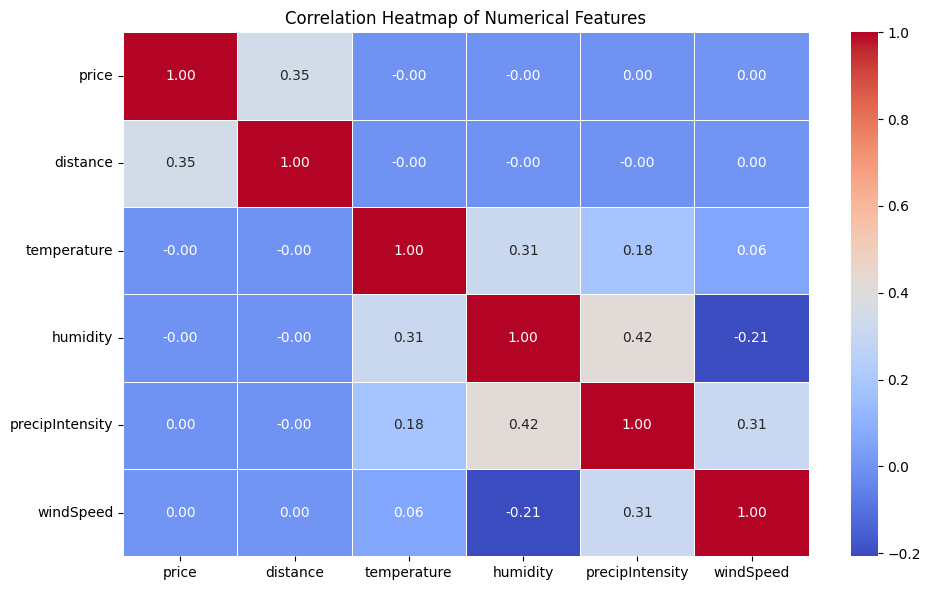 Correlation Heatmap of Numerical Features
price 1.00 0.35 -0.00 -0.00 0.00 0.00
distance 0.35 1.00 -0.00 -0.00 -0.00 0.00
temperature -0.00 -0.00 1.00 0.31 0.18 0.06
humidity -0.00 -0.00 0.31 1.00 0.42 -0.21
precipIntensity 0.00 -0.00 0.18 0.42 1.00 0.31
windSpeed 0.00 0.00 0.06 -0.21 0.31 1.00
price distance temperature humidity precipIntensity windSpeed
1.0
0.8
0.6
0.4
0.2
0.0
−0.2